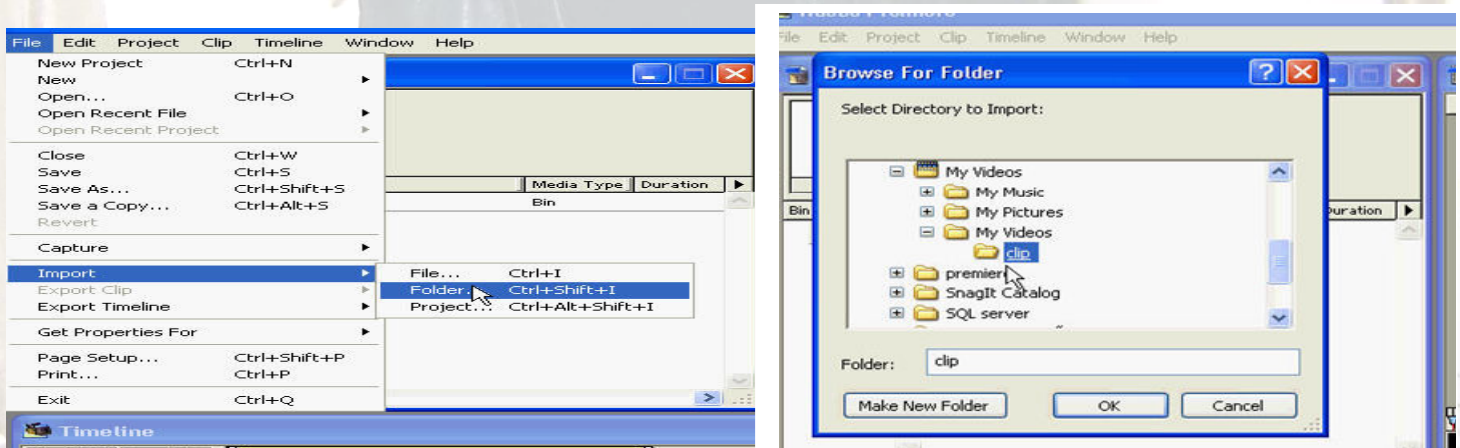 File Edit Project Clip Timeline Window Help
New Project Ctrl+N
New
Open... Ctrl+O
Open Recent File
Open Recent Project
Close Ctrl+W
Save Ctrl+S
Save As... Ctrl+Shift+S
Save a Copy... Ctrl+Alt+S
Revert
Capture
Import
Export Clip
Export Timeline
Get Properties For
Page Setup... Ctrl+Shift+P
Print... Ctrl+P
Exit Ctrl+Q
File... Ctrl+I
Folder... Ctrl+Shift+I
Project... Ctrl+Alt+Shift+I
Media Type Duration
Bin
Timeline
File Edit Project Clip Timeline Window Help
Browse For Folder
Select Directory to Import:
My Videos
My Music
My Pictures
My Videos
clip
SnagIt Catalog
SQL server
Bin
Folder: clip
Make New Folder OK Cancel